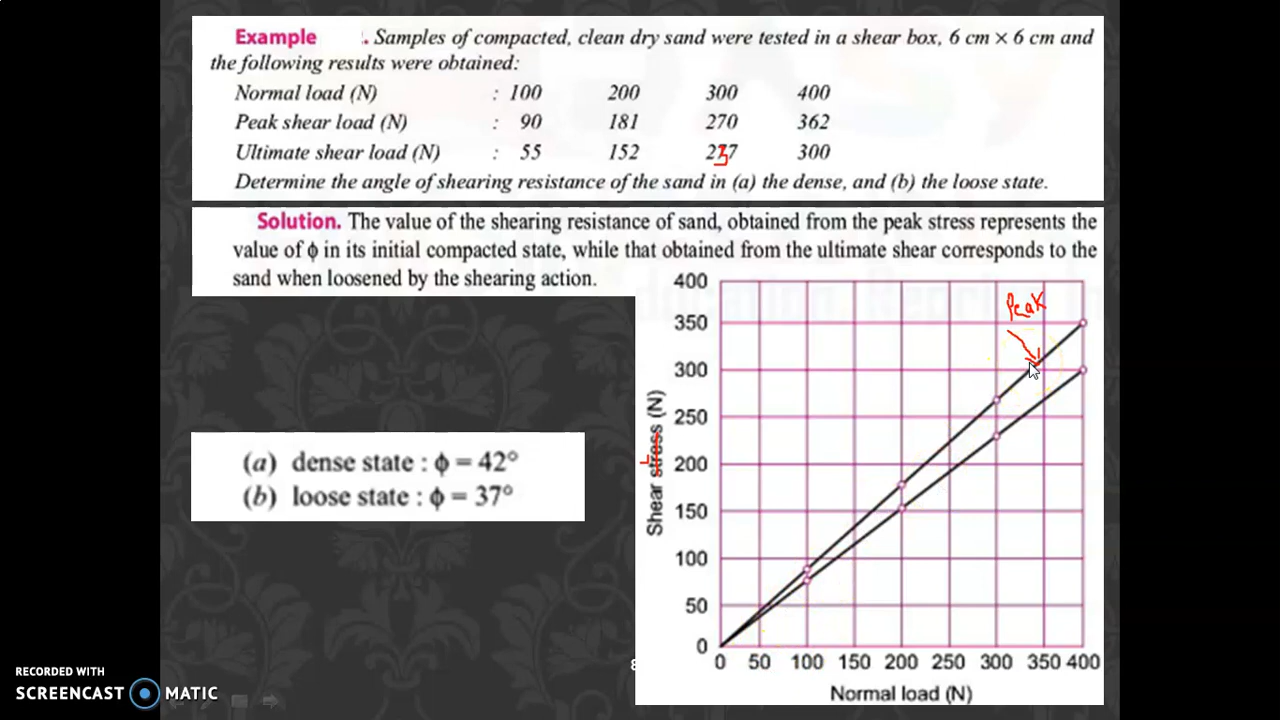 Example . Samples of compacted, clean dry sand were tested in a shear box, 6 cm × 6 cm and
the following results were obtained:
Normal load (N) : 100 200 300 400
Peak shear load (N) : 90 181 270 362
Ultimate shear load (N) : 55 152 237 300
Determine the angle of shearing resistance of the sand in (a) the dense, and (b) the loose state.
Solution. The value of the shearing resistance of sand, obtained from the peak stress represents the
value of ϕ in its initial compacted state, while that obtained from the ultimate shear corresponds to the
sand when loosened by the shearing action.
(a) dense state : ϕ = 42°
(b) loose state : ϕ = 37°
Peak
400
350
300
250
200
150
100
50
0
Shear stress (N)
0 50 100 150 200 250 300 350 400
Normal load (N)
8
RECORDED WITH
SCREENCAST MATIC